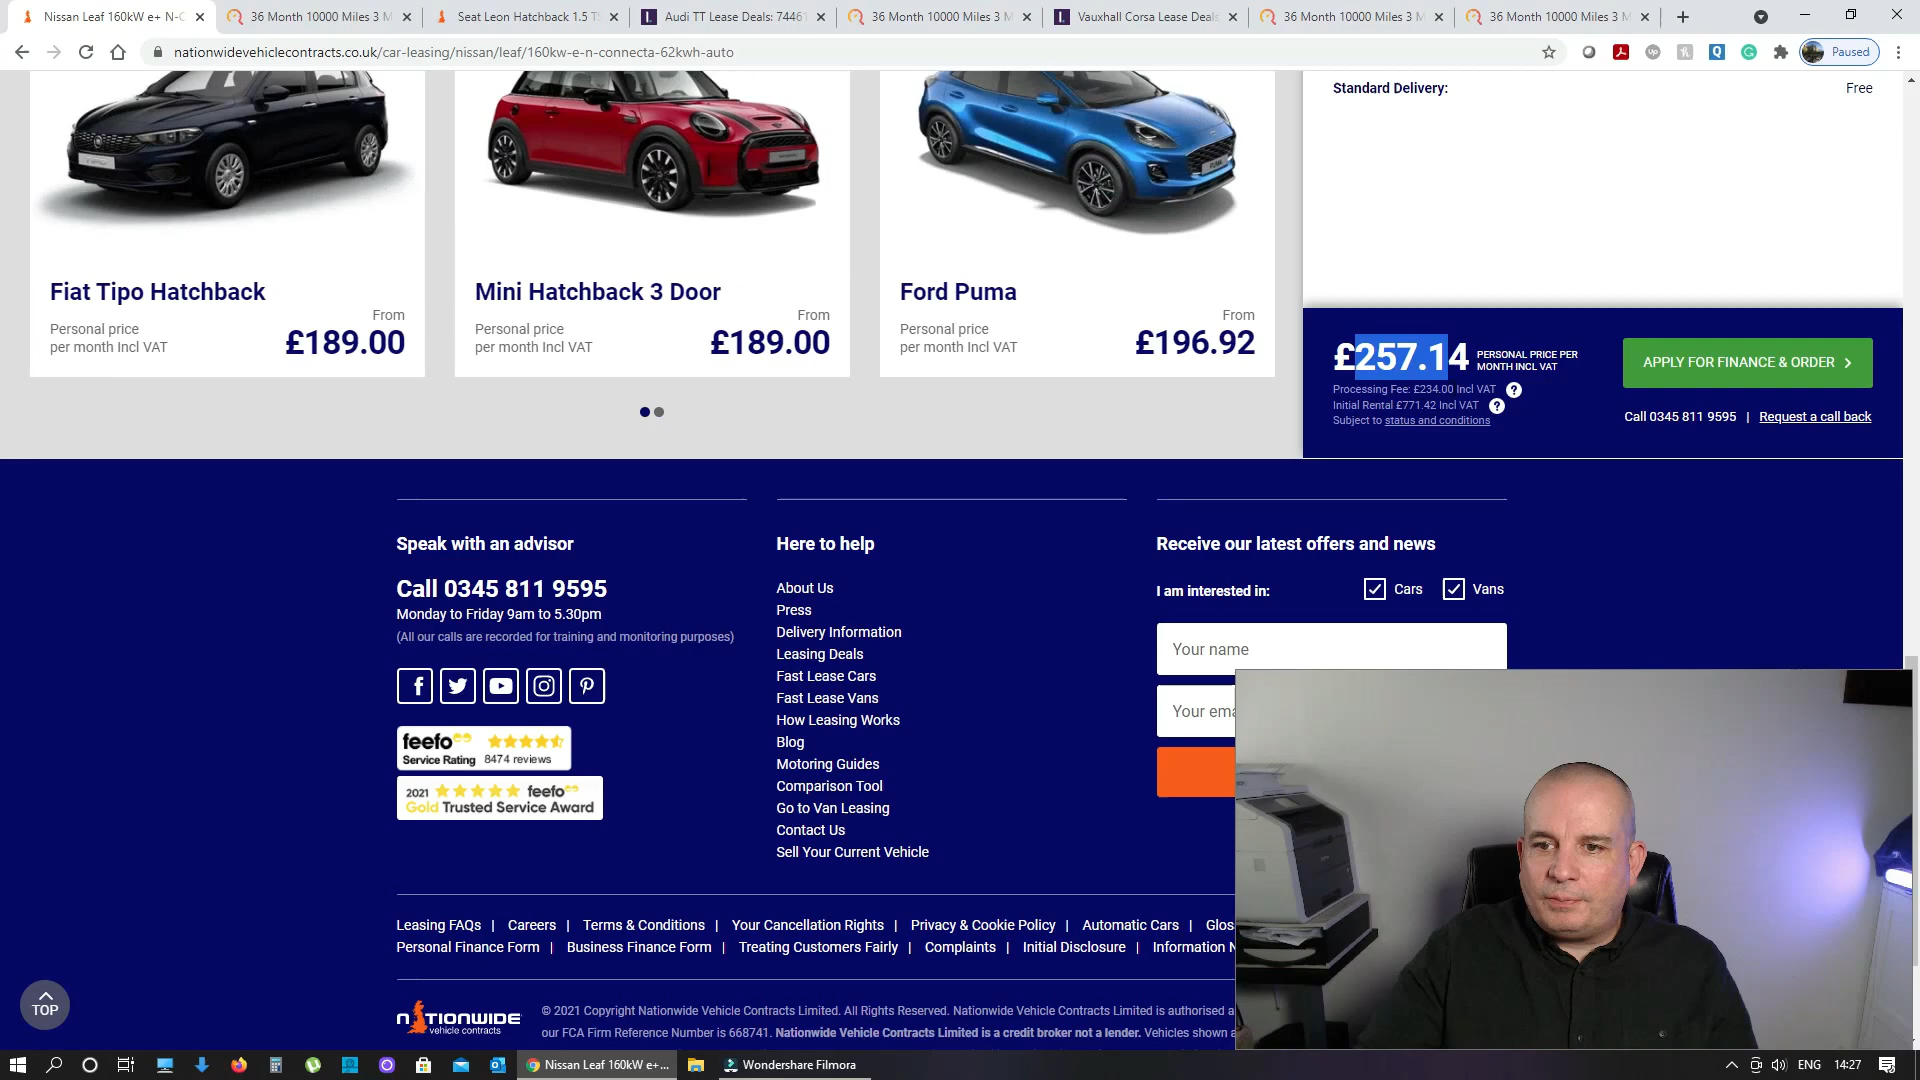 Nissan Leaf 160kW e+ N-C
36 Month 10000 Miles 3 M
Seat Leon Hatchback 1.5 TS
Audi TT Lease Deals: 74461
36 Month 10000 Miles 3 M
Vauxhall Corsa Lease Deals
36 Month 10000 Miles 3 M
36 Month 10000 Miles 3 M
nationwidevehiclecontracts.co.uk/car-leasing/nissan/leaf/160kw-e-n-connecta-62kwh-auto
Paused
Standard Delivery: Free
Fiat Tipo Hatchback
From
Personal price
per month Incl VAT
£189.00
Mini Hatchback 3 Door
From
Personal price
per month Incl VAT
£189.00
Ford Puma
From
Personal price
per month Incl VAT
£196.92
£257.14
PERSONAL PRICE PER
MONTH INCL VAT
Processing Fee: £234.00 Incl VAT ?
Initial Rental £771.42 Incl VAT ?
Subject to status and conditions
APPLY FOR FINANCE & ORDER
Call 0345 811 9595 | Request a call back
Speak with an advisor
Call 0345 811 9595
Monday to Friday 9am to 5.30pm
(All our calls are recorded for training and monitoring purposes)
feefo
Service Rating 8474 reviews
2021 feefo
Gold Trusted Service Award
Here to help
About Us
Press
Delivery Information
Leasing Deals
Fast Lease Cars
Fast Lease Vans
How Leasing Works
Blog
Motoring Guides
Comparison Tool
Go to Van Leasing
Contact Us
Sell Your Current Vehicle
Receive our latest offers and news
I am interested in: Cars Vans
Your name
Your ema
Leasing FAQs | Careers | Terms & Conditions | Your Cancellation Rights | Privacy & Cookie Policy | Automatic Cars | Glos
Personal Finance Form | Business Finance Form | Treating Customers Fairly | Complaints | Initial Disclosure | Information N
TOP
nATIONWIDE
vehicle contracts
© 2021 Copyright Nationwide Vehicle Contracts Limited. All Rights Reserved. Nationwide Vehicle Contracts Limited is authorised a
our FCA Firm Reference Number is 668741. Nationwide Vehicle Contracts Limited is a credit broker not a lender. Vehicles shown a
Nissan Leaf 160kW e+...
Wondershare Filmora
ENG
14:27